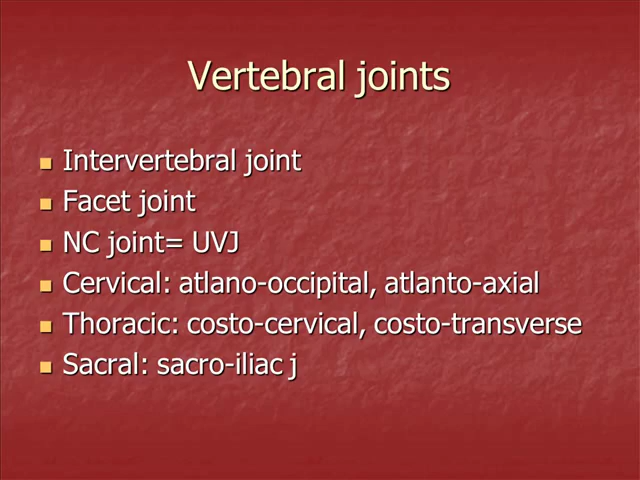 Vertebral joints
Intervertebral joint
Facet joint
NC joint= UVJ
Cervical: atlano-occipital, atlanto-axial
Thoracic: costo-cervical, costo-transverse
Sacral: sacro-iliac j